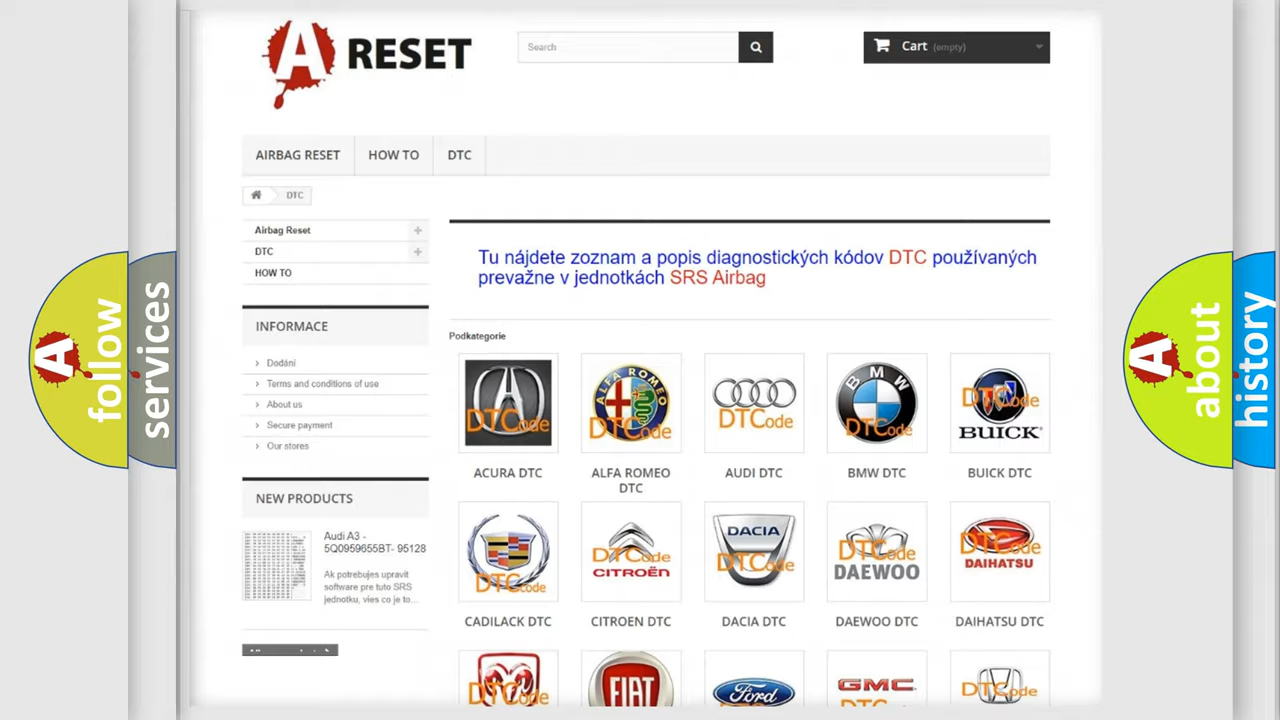 A RESET
Search
Cart (empty)
AIRBAG RESET
HOW TO
DTC
DTC
Airbag Reset
DTC
HOW TO
Tu nájdete zoznam a popis diagnostických kódov DTC používaných
prevažne v jednotkách SRS Airbag
INFORMACE
Dodání
Terms and conditions of use
About us
Secure payment
Our stores
Podkategorie
DTCode
ALFA ROMEO
DTCode
DTCode
BMW
DTCode
DTCode
BUICK
ACURA DTC
ALFA ROMEO
DTC
AUDI DTC
BMW DTC
BUICK DTC
NEW PRODUCTS
Audi A3 -
5Q0959655BT- 95128
Ak potrebujes upravit
software pre tuto SRS
jednotku, vies co je to...
DTCode
DTCode
CITROËN
DACIA
DTCode
DTCode
DAEWOO
DTCode
DAIHATSU
CADILACK DTC
CITROEN DTC
DACIA DTC
DAEWOO DTC
DAIHATSU DTC
DTCode
FIAT
Ford
GMC
DTCode
A follow
services
A about
history